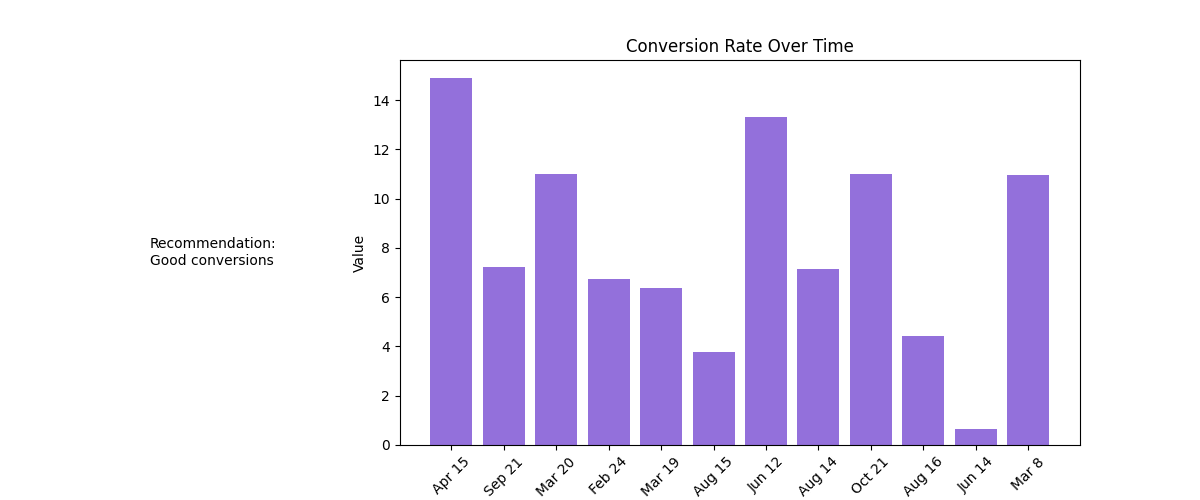 Conversion Rate Over Time
Recommendation:
Good conversions
Value
14
12
10
8
6
4
2
0
Apr 15
Sep 21
Mar 20
Feb 24
Mar 19
Aug 15
Jun 12
Aug 14
Oct 21
Aug 16
Jun 14
Mar 8